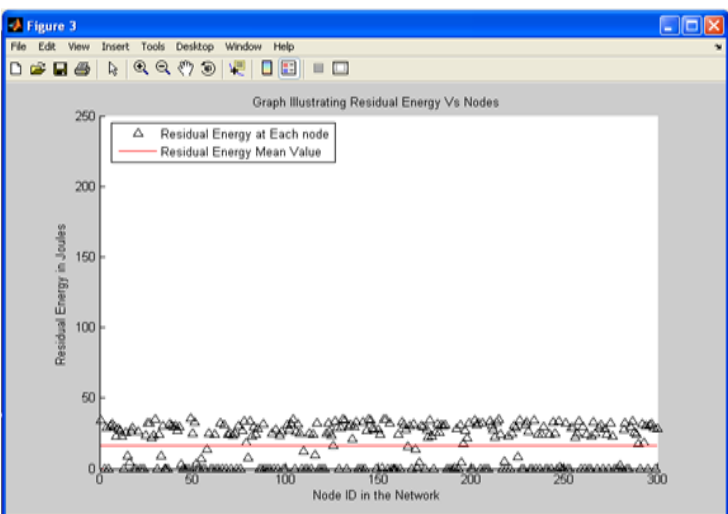 Figure 3
File Edit View Insert Tools Desktop Window Help
Graph Illustrating Residual Energy Vs Nodes
250
200
150
100
50
0
Residual Energy in Joules
Residual Energy at Each node
Residual Energy Mean Value
0 50 100 150 200 250 300
Node ID in the Network